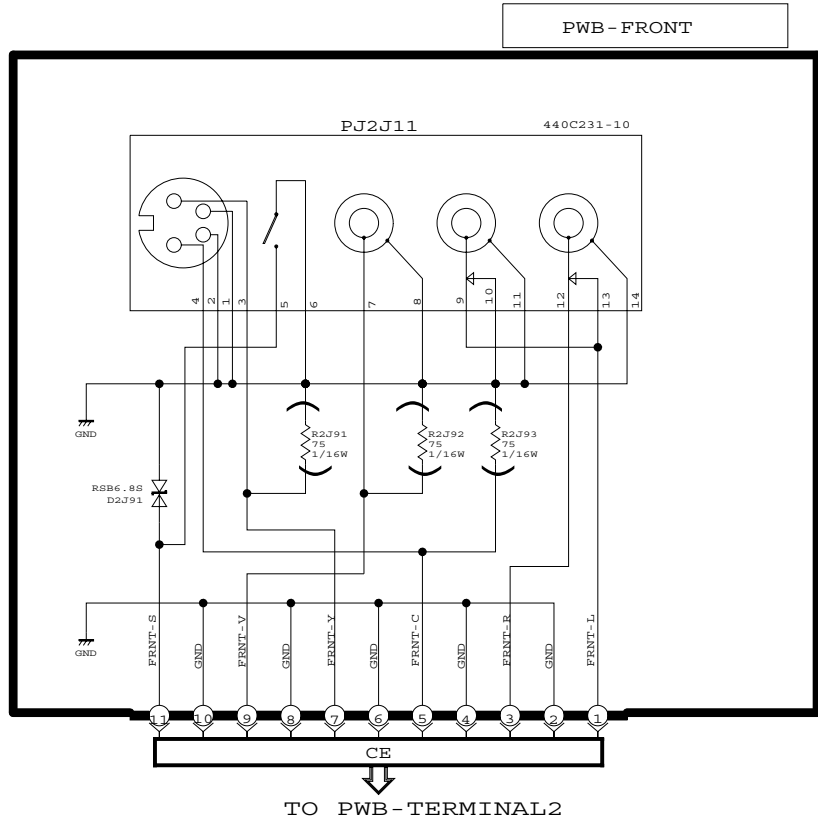 PWB-FRONT
PJ2J11 440C231-10
4 2 1 3 5 6 7 8 9 10 11 12 13 14
GND
R2J91
75
1/16W
R2J92
75
1/16W
R2J93
75
1/16W
RSB6.8S
D2J91
GND
FRNT-S GND FRNT-V GND FRNT-Y GND FRNT-C GND FRNT-R GND FRNT-L
11 10 9 8 7 6 5 4 3 2 1
CE
TO PWB-TERMINAL2